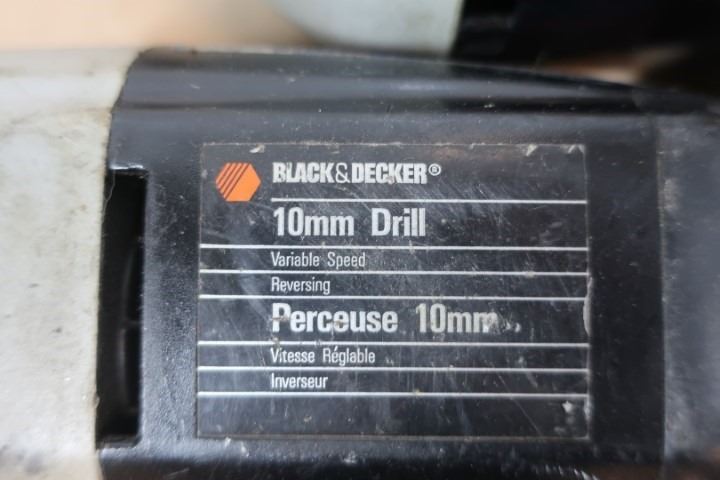 BLACK&DECKER®
10mm Drill
Variable Speed
Reversing
Perceuse 10mm
Vitesse Réglable
Inverseur